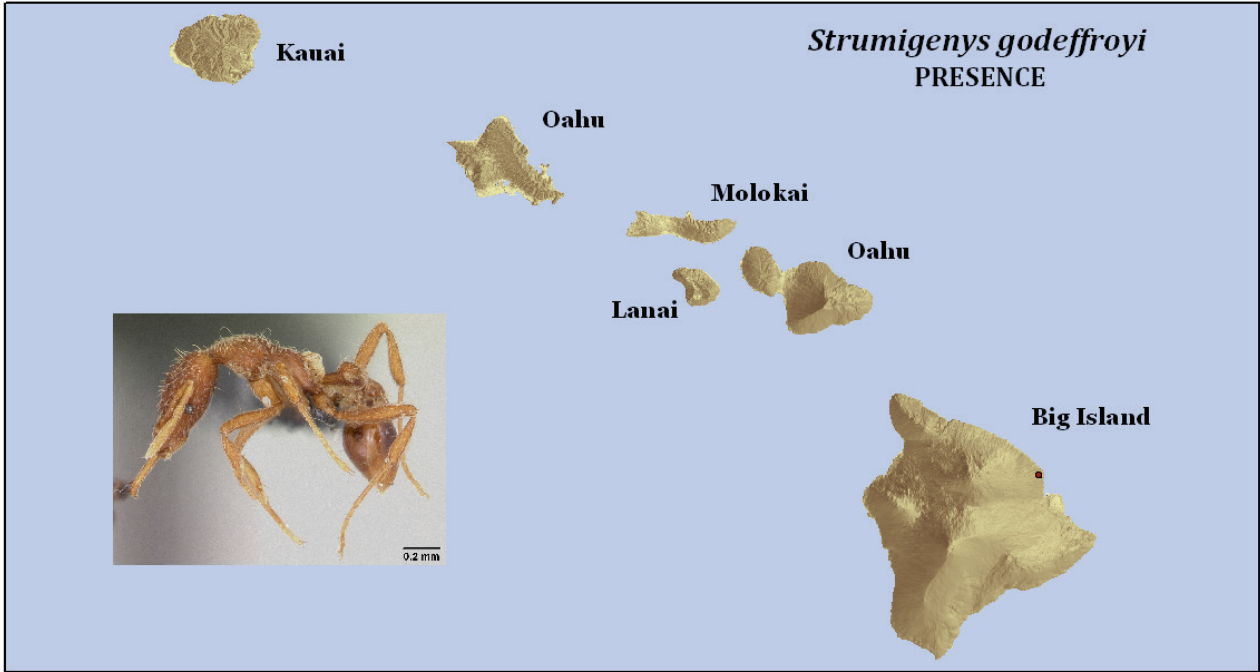 Strumigenys godeffroyi
PRESENCE
Kauai
Oahu
Molokai
Oahu
Lanai
Big Island
0.2 mm